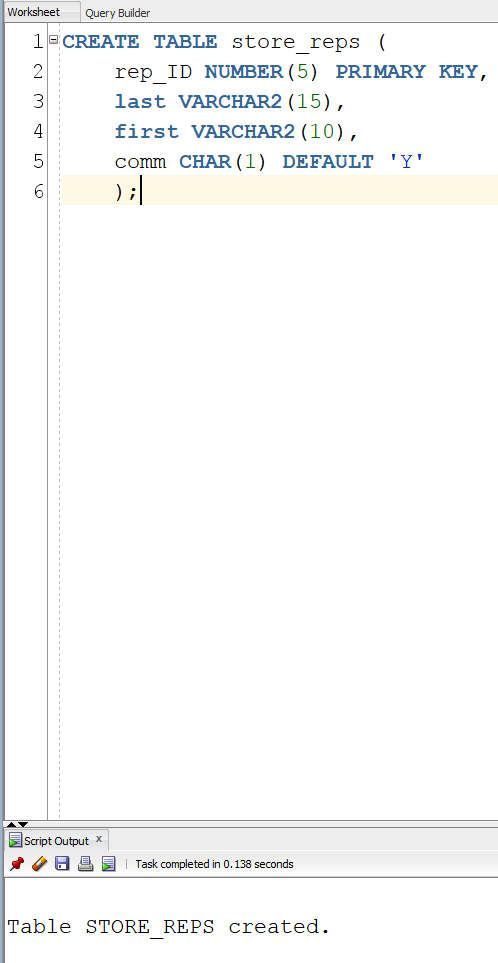 Worksheet Query Builder
1 CREATE TABLE store_reps (
2 rep_ID NUMBER(5) PRIMARY KEY,
3 last VARCHAR2(15),
4 first VARCHAR2(10),
5 comm CHAR(1) DEFAULT 'Y'
6 );
Script Output x
Task completed in 0.138 seconds
Table STORE_REPS created.